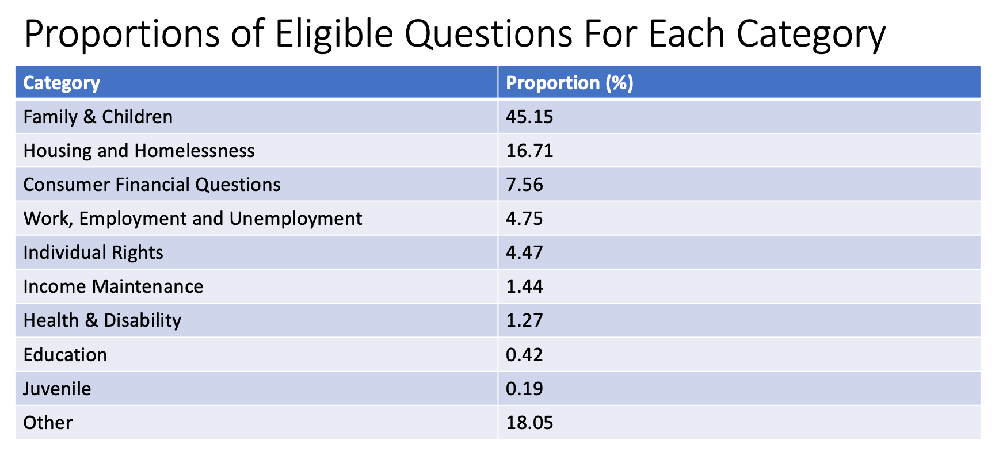 Proportions of Eligible Questions For Each Category
Category Proportion (%)
Family & Children 45.15
Housing and Homelessness 16.71
Consumer Financial Questions 7.56
Work, Employment and Unemployment 4.75
Individual Rights 4.47
Income Maintenance 1.44
Health & Disability 1.27
Education 0.42
Juvenile 0.19
Other 18.05